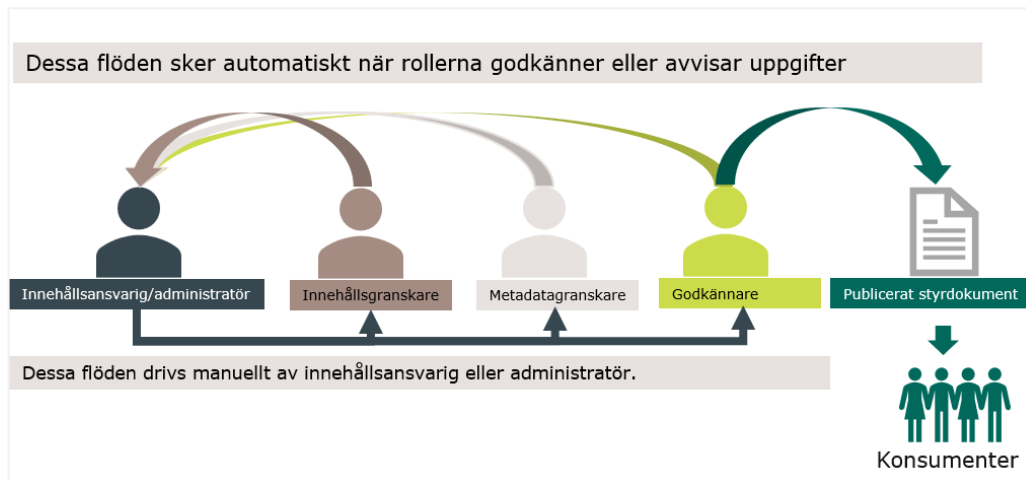 Dessa flöden sker automatiskt när rollerna godkänner eller avvisar uppgifter
Innehållsansvarig/administratör
Innehållsgranskare
Metadatagranskare
Godkännare
Publicerat styrdokument
Dessa flöden drivs manuellt av innehållsansvarig eller administratör.
Konsumenter